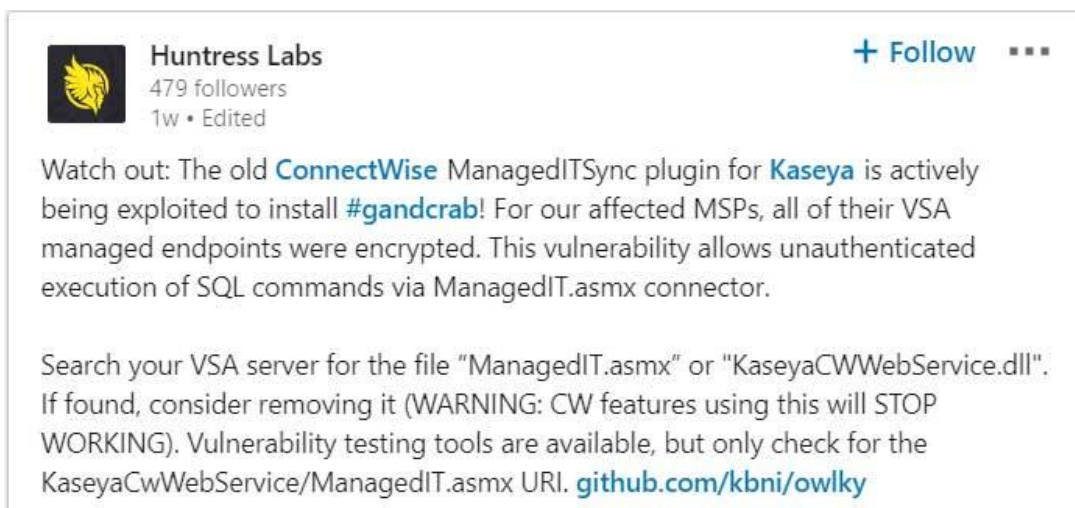 Huntress Labs
+ Follow
479 followers
1w • Edited
Watch out: The old ConnectWise ManagedITSync plugin for Kaseya is actively
being exploited to install #gandcrab! For our affected MSPs, all of their VSA
managed endpoints were encrypted. This vulnerability allows unauthenticated
execution of SQL commands via ManagedIT.asmx connector.
Search your VSA server for the file “ManagedIT.asmx” or "KaseyaCWWebService.dll".
If found, consider removing it (WARNING: CW features using this will STOP
WORKING). Vulnerability testing tools are available, but only check for the
KaseyaCwWebService/ManagedIT.asmx URI. github.com/kbni/owlky